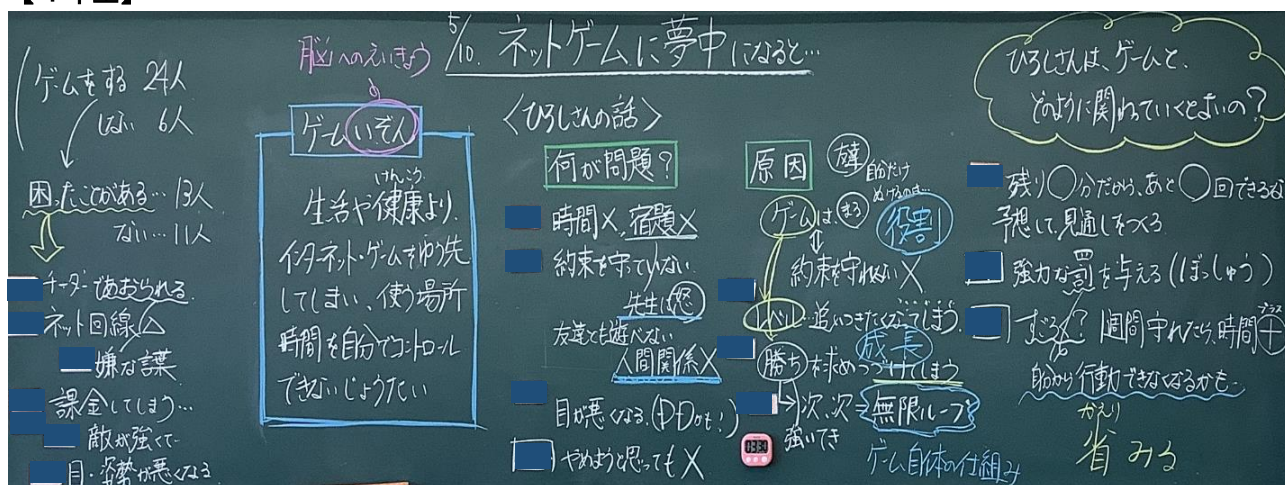 5/10. ネットゲームに夢中になると…
ゲームをする 24人
しない 6人
困ったことがある… 13人
ない… 11人
チーターであおられる
ネット回線△
嫌な言葉
課金してしまう…
敵が強くて
目・姿勢が悪くなる
脳へのえいきょう
ゲームいぞん
けんこう
生活や健康より、
インターネット・ゲームをゆう先
してしまい、使う場所
時間を自分でコントロール
できないじょうたい
〈ひろしさんの話〉
何が問題?
時間×、宿題×
約束を守っていない
先生は怒
友達とも遊べない
人間関係×
目が悪くなる。(PDも!)
やめようと思っても×
原因
友達
自分だけ
ぬけるのは…
役割
ゲームは、
約束を守れない×
レベル…追いつきたくなってしまう。
成長
勝ちを求めつづけてしまう
→次、次=無限ループ
強いてき
ゲーム自体の仕組み
ひろしさんは、ゲームと、
どのように関わっていくとよいの?
残り○分だから、あと○回できるな
予想して、見通しをつくる
強力な罰を与える(ぼっしゅう)
ずるく? 1週間守れたら、時間+
プラス
自分から行動できなくなるかも…
かえり
省みる